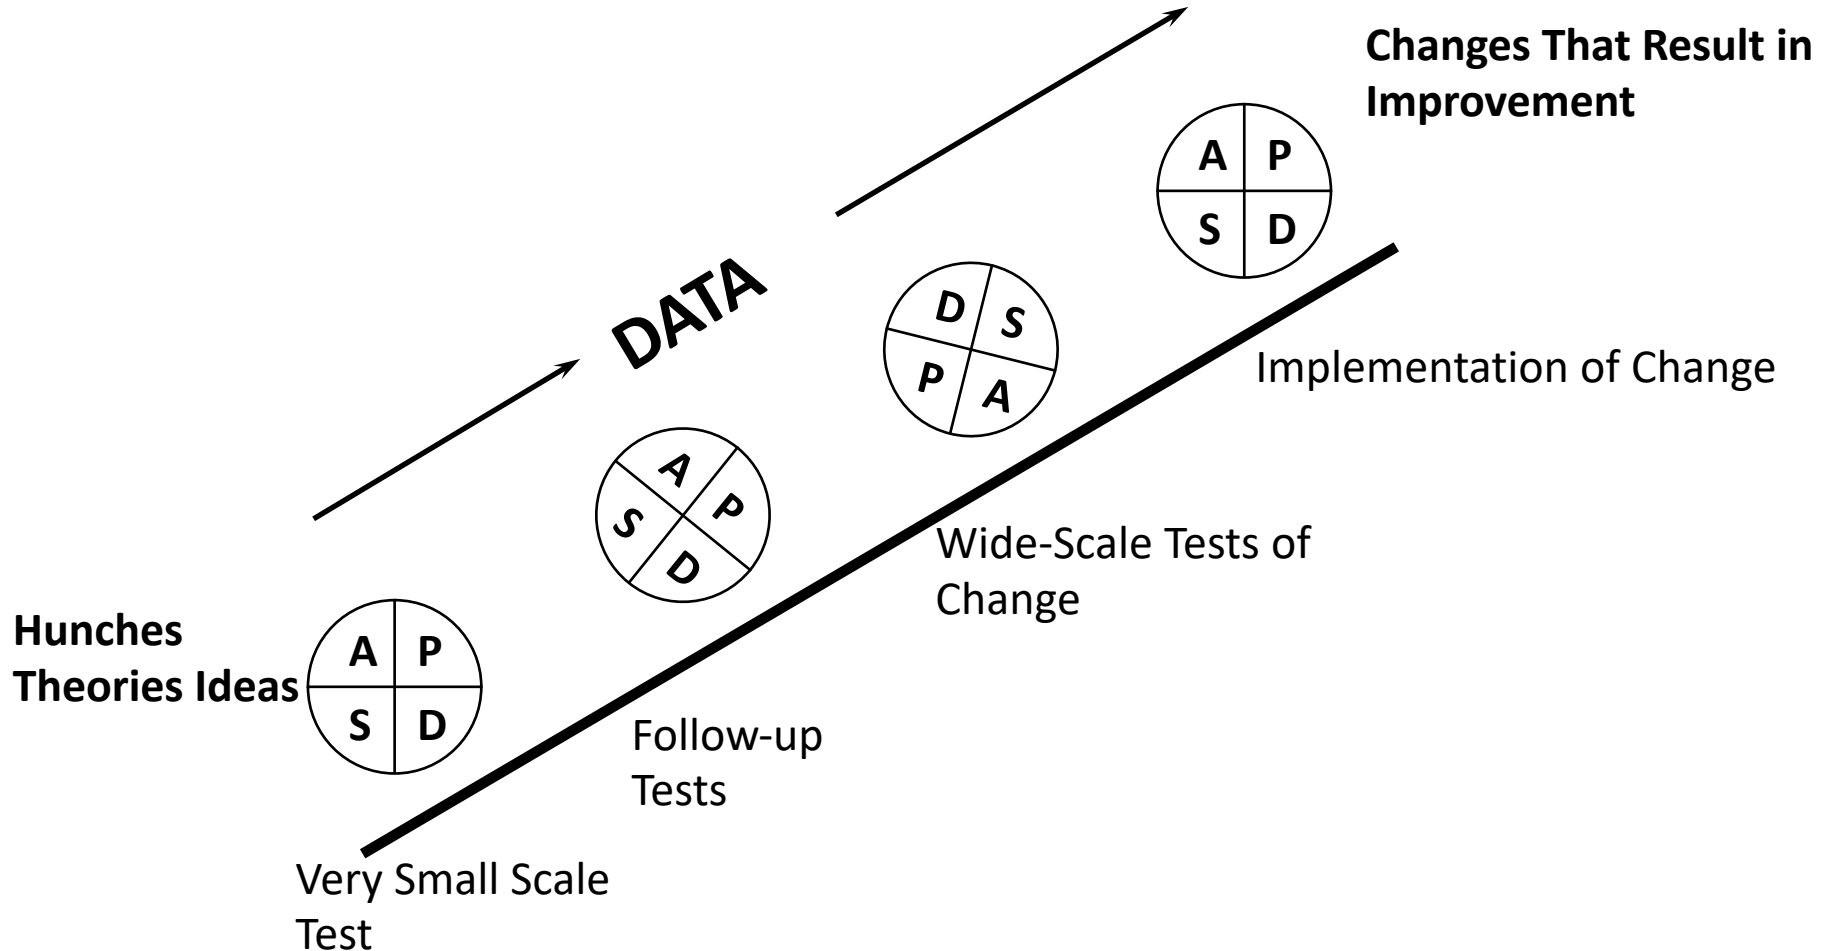 Changes That Result in
Improvement
A P
S D
DATA
D S
P A
Implementation of Change
A
P
S
D
Wide-Scale Tests of
Change
Hunches
Theories Ideas
A P
S D
Follow-up
Tests
Very Small Scale
Test